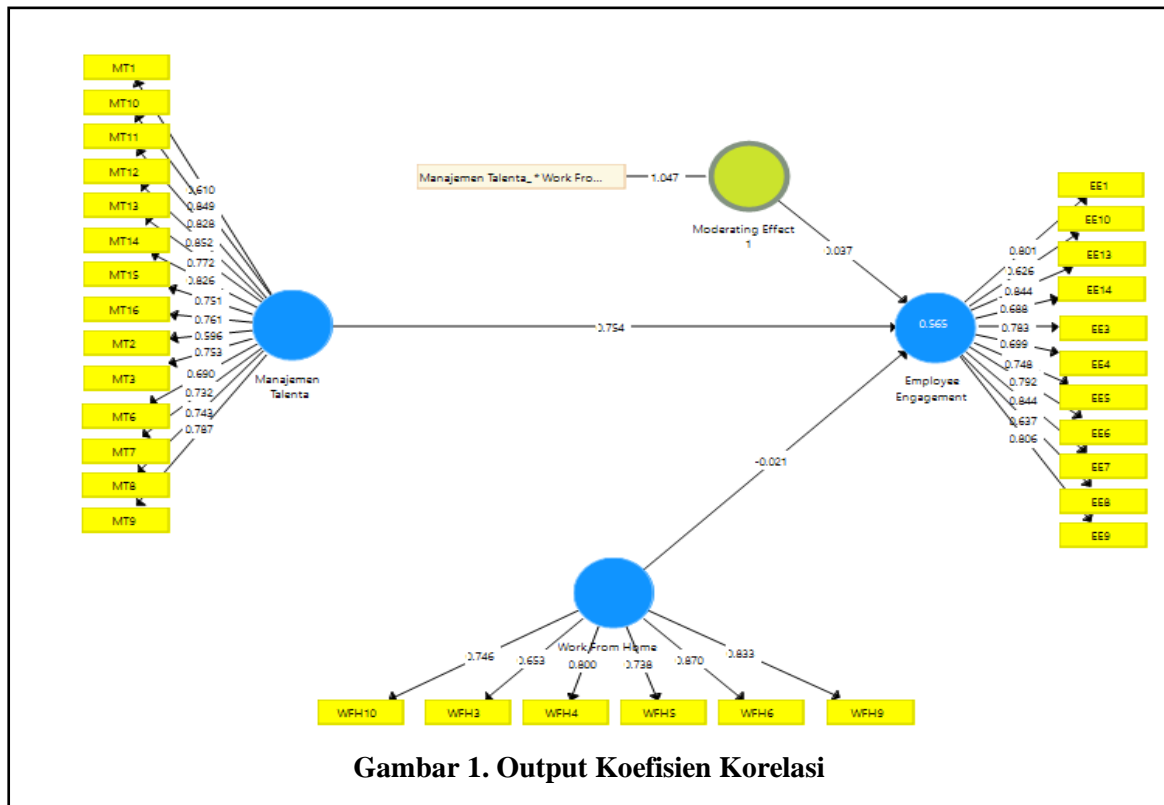 MT1
MT10
MT11
MT12
MT13
MT14
MT15
MT16
MT2
MT3
MT6
MT7
MT8
MT9
0.610
0.849
0.828
0.852
0.772
0.826
0.751
0.761
0.596
0.753
0.690
0.732
0.743
0.787
Manajemen
Talenta
Manajemen Talenta_ * Work Fro...
1.047
Moderating Effect
1
0.037
0.754
-0.021
0.565
Employee
Engagement
0.801
0.626
0.844
0.688
0.783
0.699
0.748
0.792
0.844
0.637
0.806
EE1
EE10
EE13
EE14
EE3
EE4
EE5
EE6
EE7
EE8
EE9
Work From Home
0.746
0.653
0.800
0.738
0.870
0.833
WFH10
WFH3
WFH4
WFH5
WFH6
WFH9
Gambar 1. Output Koefisien Korelasi